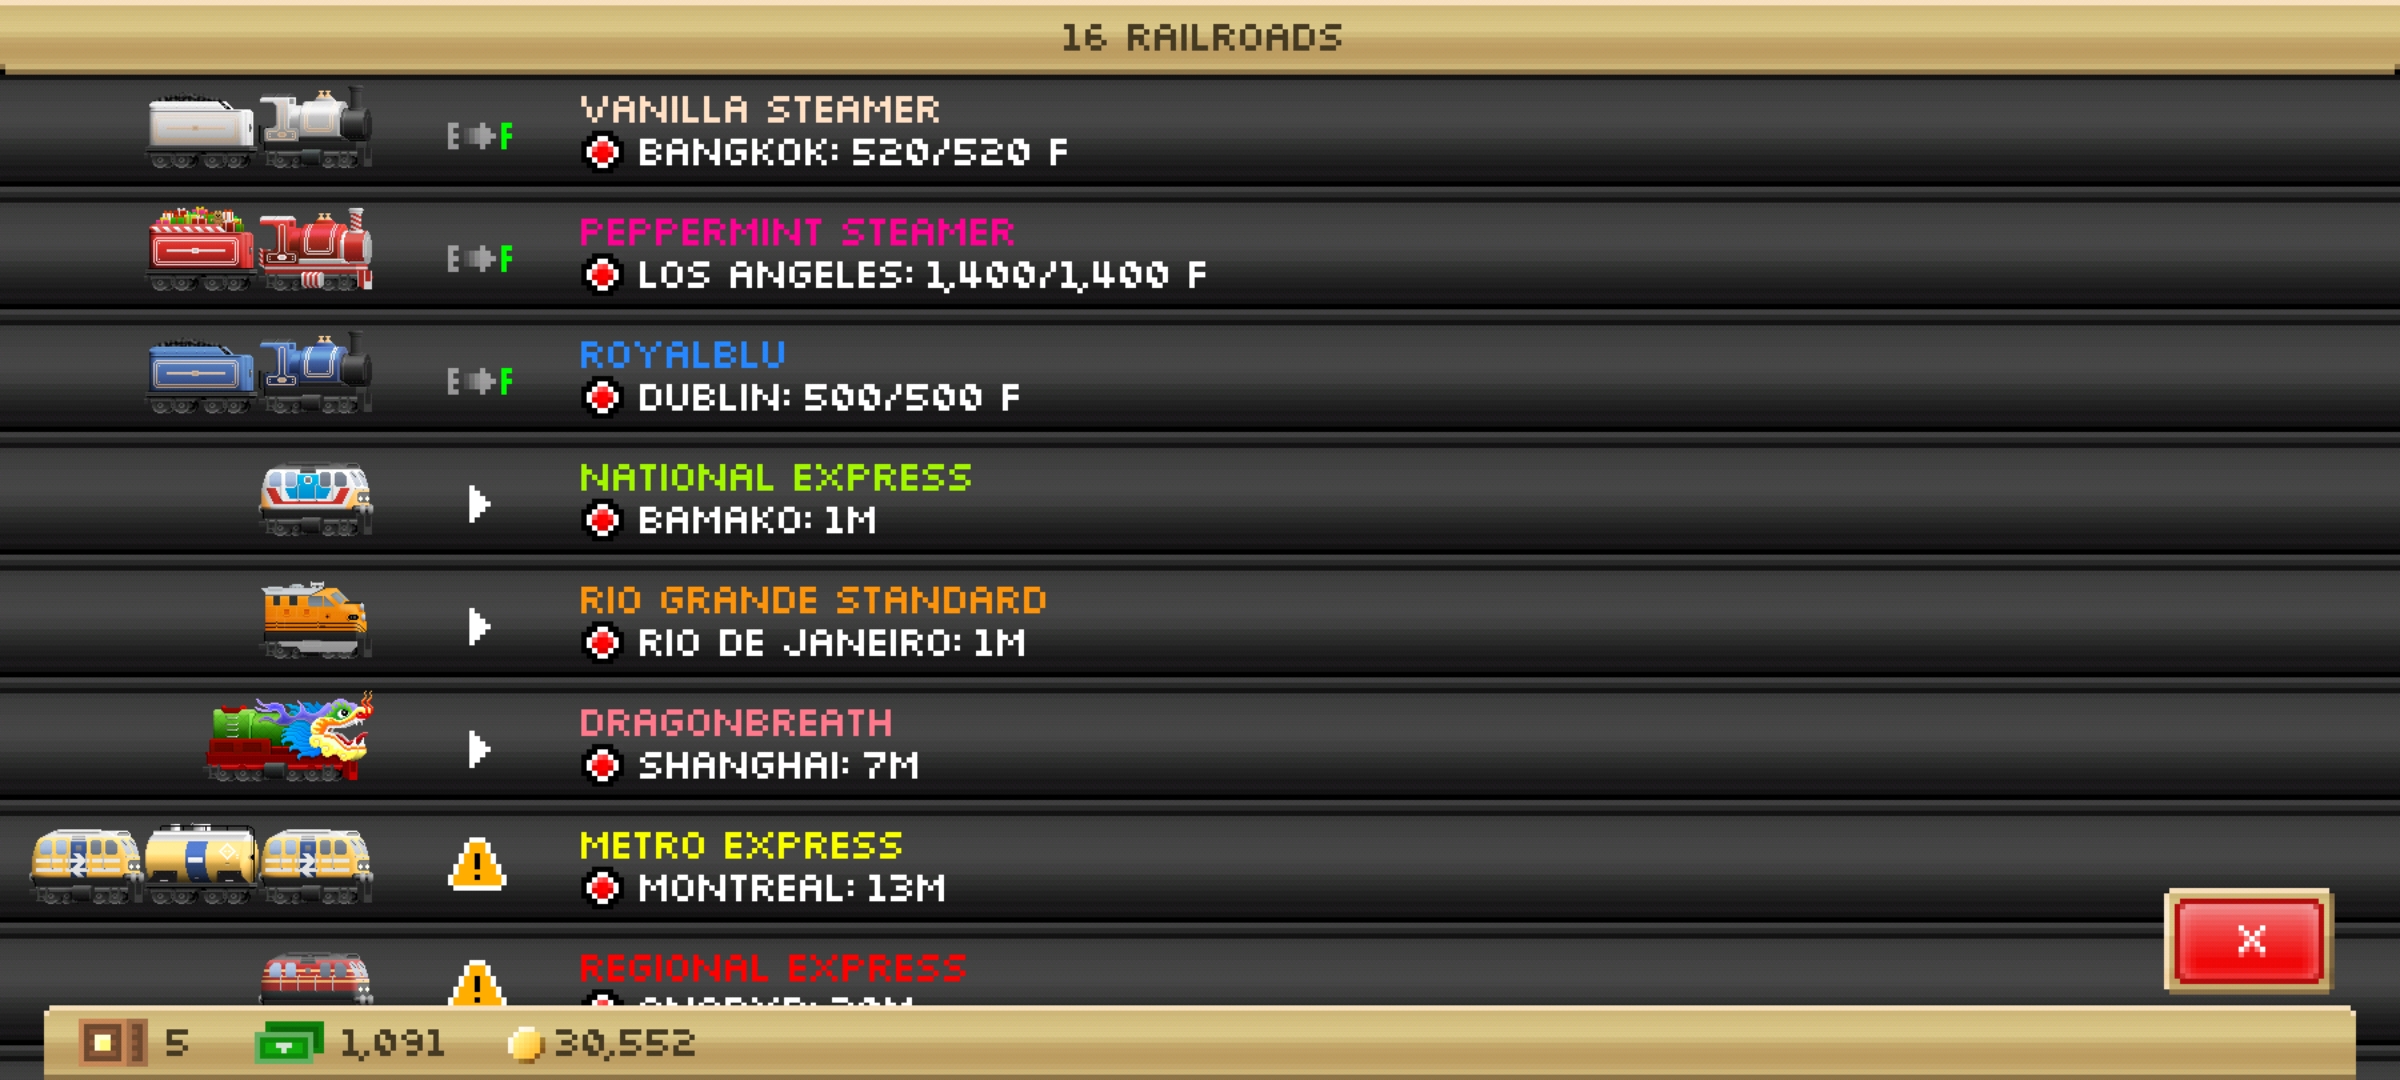 16 RAILROADS
VANILLA STEAMER
E F
BANGKOK: 520/520 F
PEPPERMINT STEAMER
E F
LOS ANGELES: 1,400/1,400 F
ROYALBLU
E F
DUBLIN: 500/500 F
NATIONAL EXPRESS
BAMAKO: 1M
RIO GRANDE STANDARD
RIO DE JANEIRO: 1M
DRAGONBREATH
SHANGHAI: 7M
METRO EXPRESS
MONTREAL: 13M
REGIONAL EXPRESS
X
5 1,091 30,552